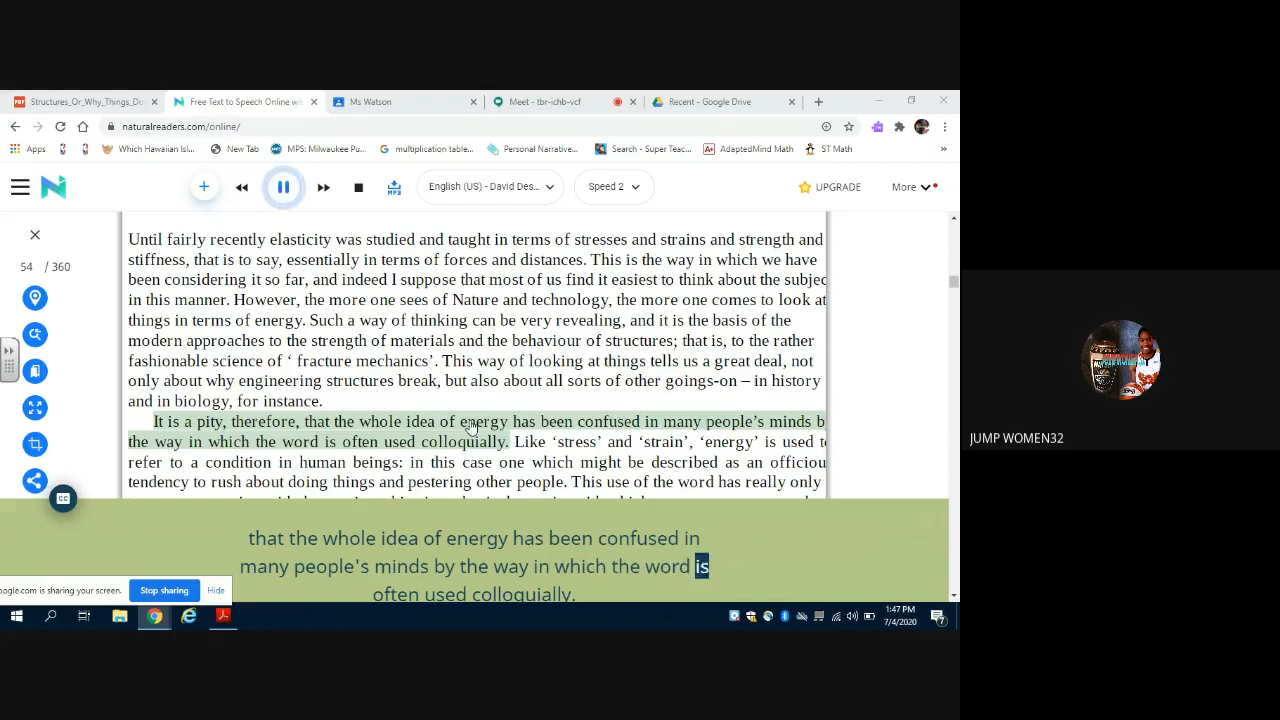 Structures_Or_Why_Things_Do
Free Text to Speech Online wit
Ms Watson
Meet - tbr-ichb-vcf
Recent - Google Drive
naturalreaders.com/online/
Apps
Which Hawaiian Isl...
New Tab
MPS: Milwaukee Pu...
multiplication table...
Personal Narrative...
Search - Super Teac...
AdaptedMind Math
ST Math
MP3
English (US) - David Des...
Speed 2
UPGRADE
More
54 / 360
Until fairly recently elasticity was studied and taught in terms of stresses and strains and strength and
stiffness, that is to say, essentially in terms of forces and distances. This is the way in which we have
been considering it so far, and indeed I suppose that most of us find it easiest to think about the subjec
in this manner. However, the more one sees of Nature and technology, the more one comes to look at
things in terms of energy. Such a way of thinking can be very revealing, and it is the basis of the
modern approaches to the strength of materials and the behaviour of structures; that is, to the rather
fashionable science of ‘ fracture mechanics’. This way of looking at things tells us a great deal, not
only about why engineering structures break, but also about all sorts of other goings-on – in history
and in biology, for instance.
It is a pity, therefore, that the whole idea of energy has been confused in many people’s minds by
the way in which the word is often used colloquially. Like ‘stress’ and ‘strain’, ‘energy’ is used t
refer to a condition in human beings: in this case one which might be described as an officiou
tendency to rush about doing things and pestering other people. This use of the word has really only
CC
that the whole idea of energy has been confused in
many people's minds by the way in which the word is
often used colloquially.
oogle.com is sharing your screen.
Stop sharing
Hide
1:47 PM
7/4/2020
JUMP WOMEN32